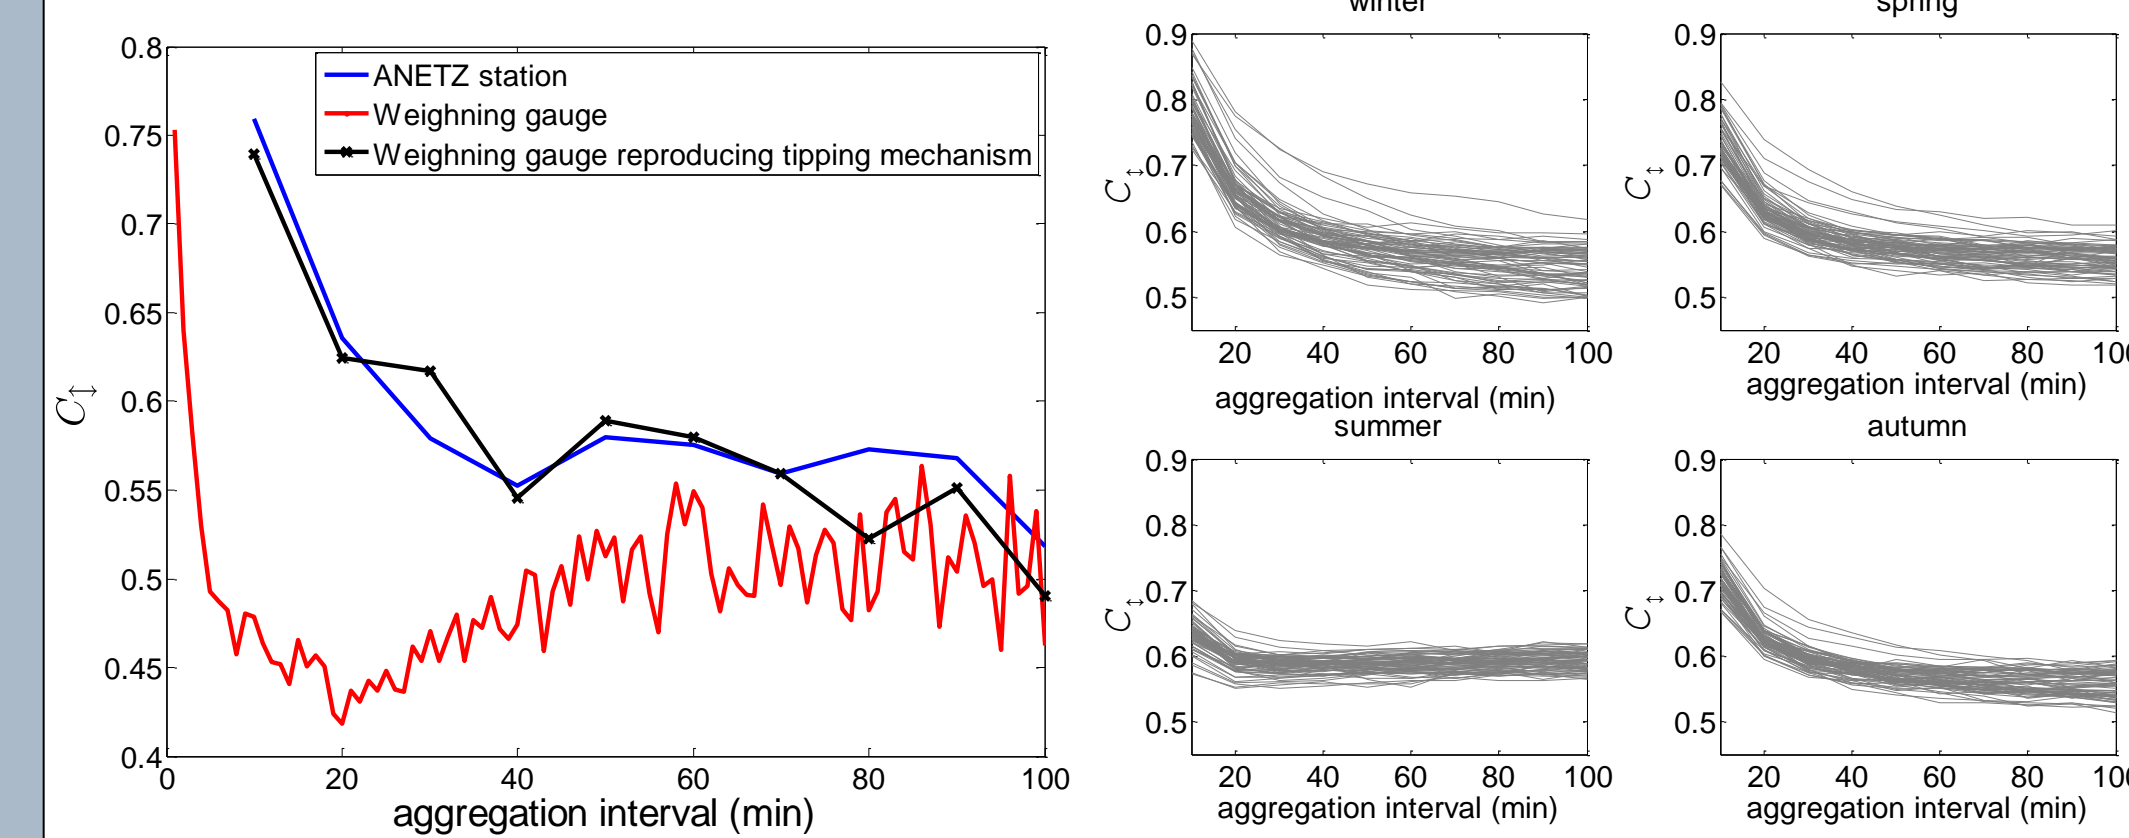 0.8
0.75
0.7
0.65
0.6
0.55
0.5
0.45
0.4
C↕
0 20 40 60 80 100
aggregation interval (min)
ANETZ station
Weighning gauge
Weighning gauge reproducing tipping mechanism
winter
0.9
0.8
0.7
0.6
0.5
C↕
20 40 60 80 100
aggregation interval (min)
spring
0.9
0.8
0.7
0.6
0.5
C↕
20 40 60 80 100
aggregation interval (min)
summer
0.9
0.8
0.7
0.6
0.5
C↕
20 40 60 80 100
aggregation interval (min)
autumn
0.9
0.8
0.7
0.6
0.5
C↕
20 40 60 80 100
aggregation interval (min)